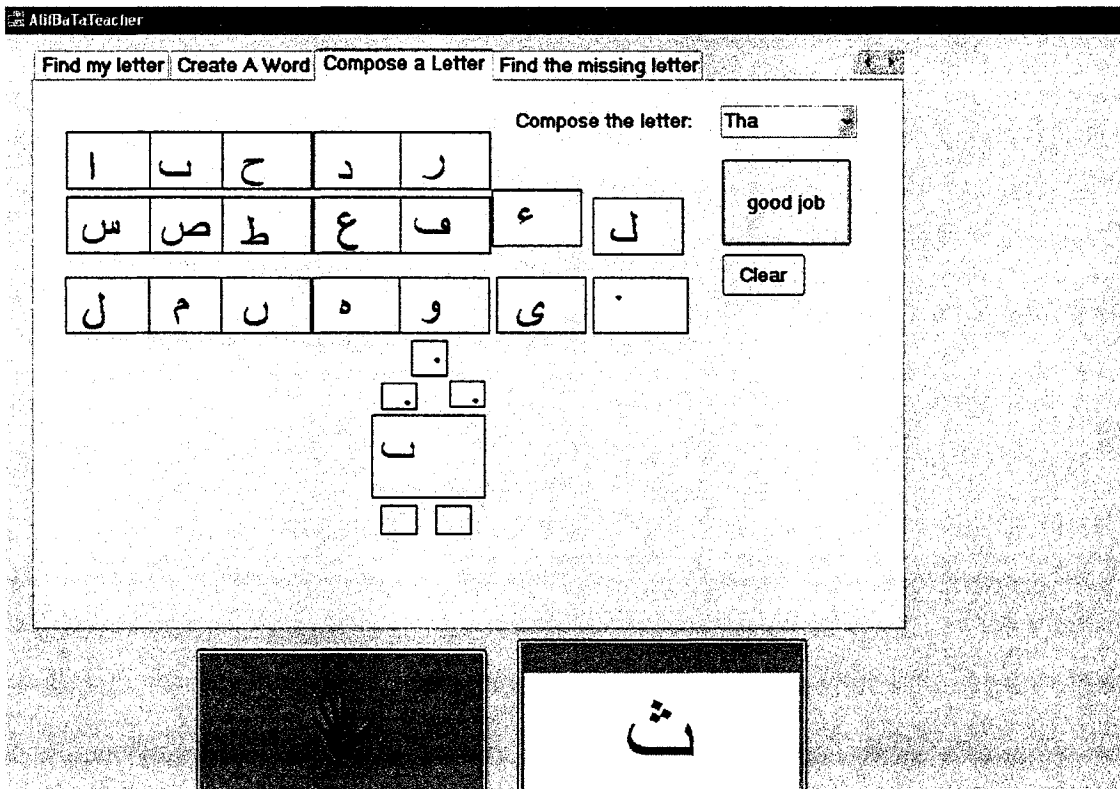 AlifBaTaTeacher
Find my letter Create A Word Compose a Letter Find the missing letter
Compose the letter: Tha
ا ٮ ح د ر
س ص ط ع ڡ ء ل
good job
Clear
ل م ں ه و ى .
.
. .
ٮ
ث